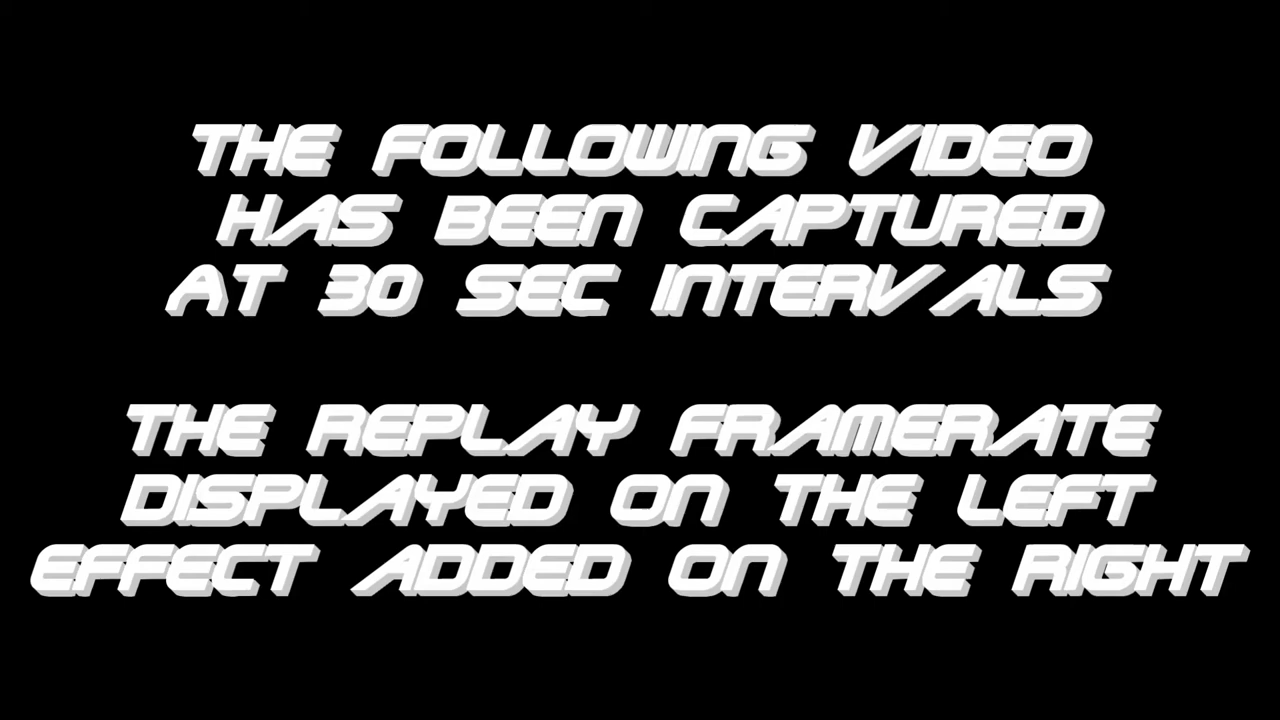 THE FOLLOWING VIDEO
HAS BEEN CAPTURED
AT 30 SEC INTERVALS
THE REPLAY FRAMERATE
DISPLAYED ON THE LEFT
EFFECT ADDED ON THE RIGHT